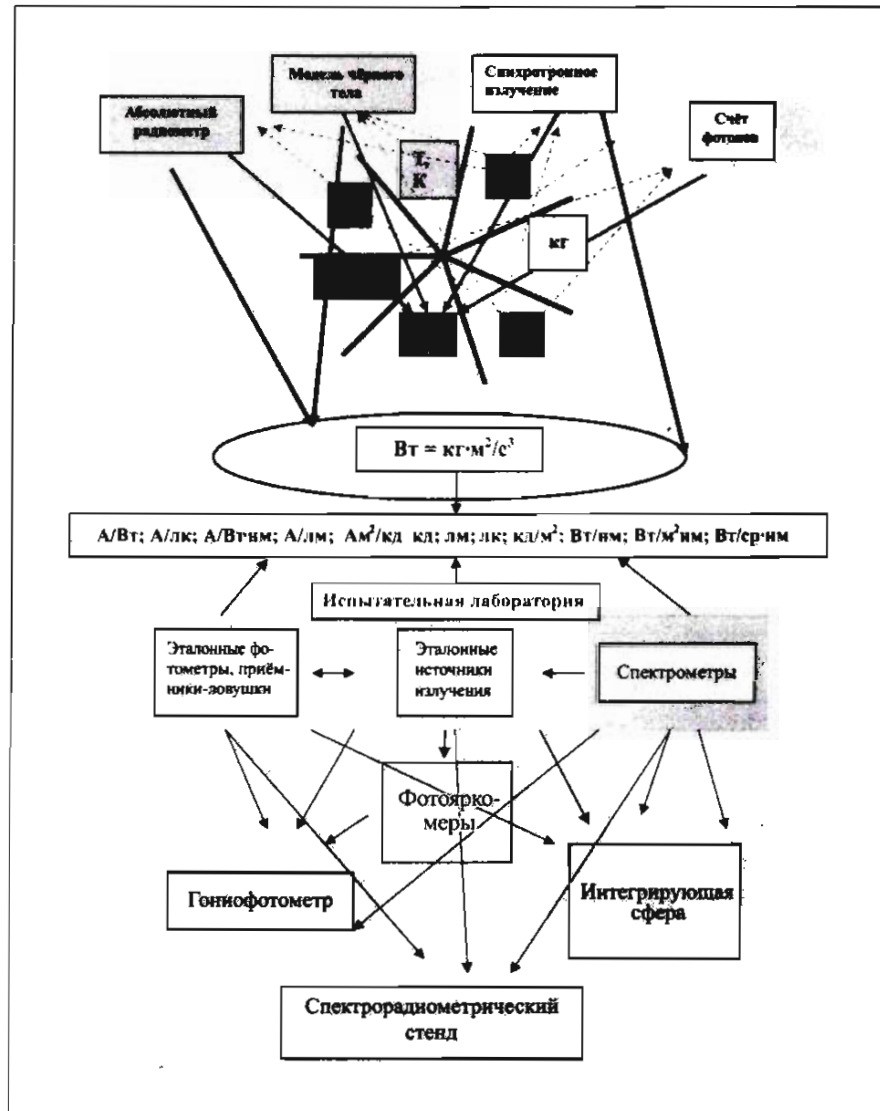 Модель чёрного
тела
Синхротронное
излучение
Абсолютный
радиометр
Счёт
фотонов
T,
К
кг
Вт = кг·м²/с³
А/Вт; А/лк; А/Вт·нм; А/лм; Ам²/кд кд; лм; лк; кд/м²; Вт/нм; Вт/м²нм; Вт/ср·нм
Испытательная лаборатория
Эталонные фо-
тометры, приём-
ники-ловушки
Эталонные
источники
излучения
Спектрометры
Фотоярко-
меры
Гониофотометр
Интегрирующая
сфера
Спектрорадиометрический
стенд